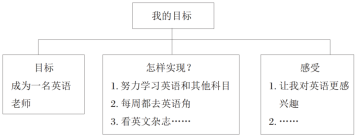 我的目标
目标
成为一名英语
老师
怎样实现？
1. 努力学习英语和其他科目
2. 每周都去英语角
3. 看英文杂志……
感受
1. 让我对英语更感
兴趣
2. ……